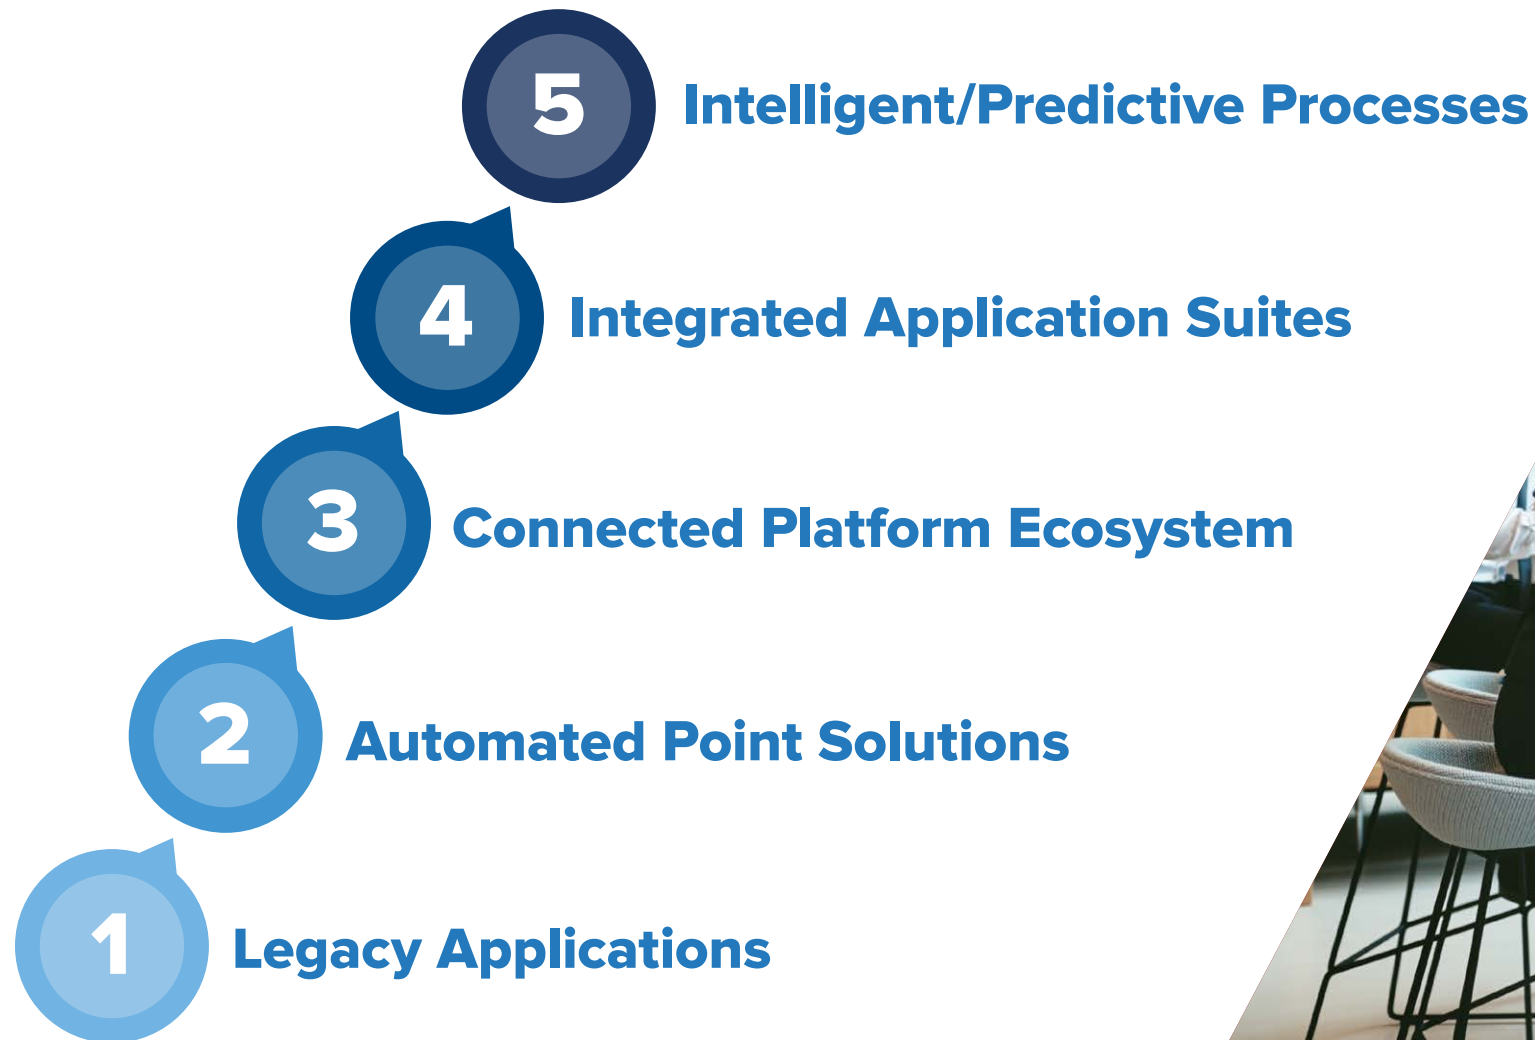 5 Intelligent/Predictive Processes
4 Integrated Application Suites
3 Connected Platform Ecosystem
2 Automated Point Solutions
1 Legacy Applications